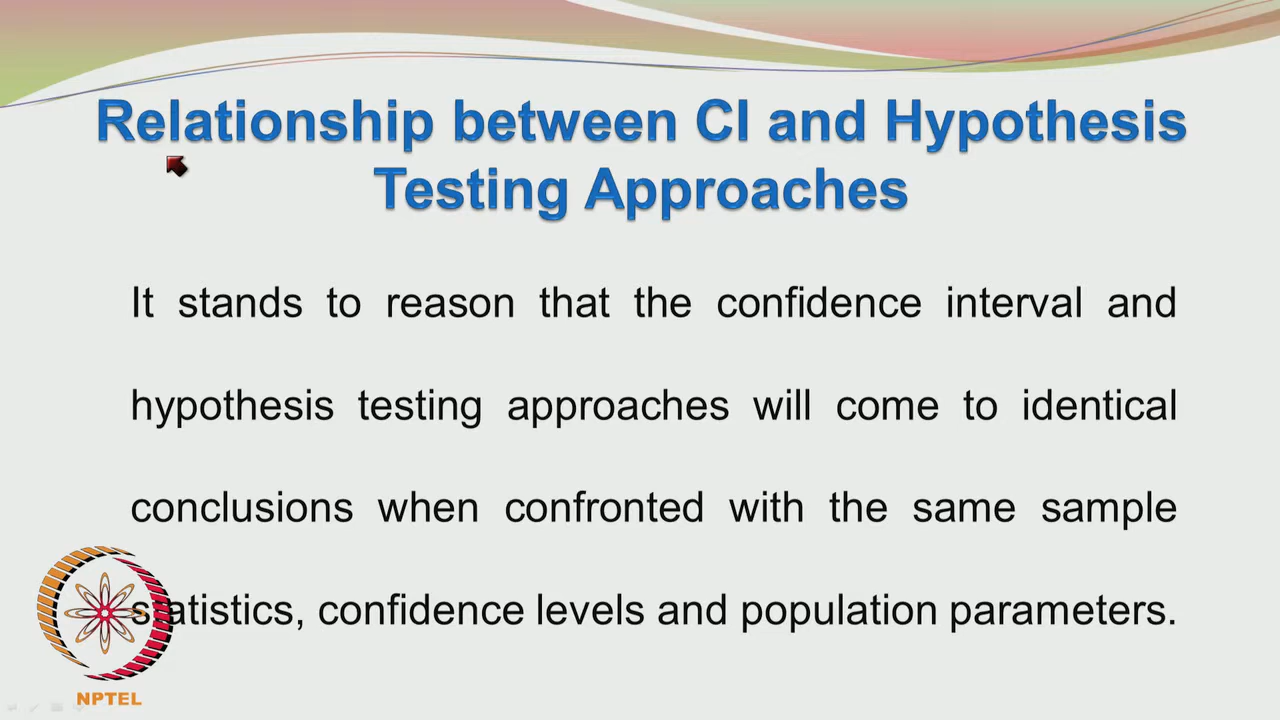 Relationship between CI and Hypothesis
Testing Approaches
It stands to reason that the confidence interval and
hypothesis testing approaches will come to identical
conclusions when confronted with the same sample
statistics, confidence levels and population parameters.
NPTEL